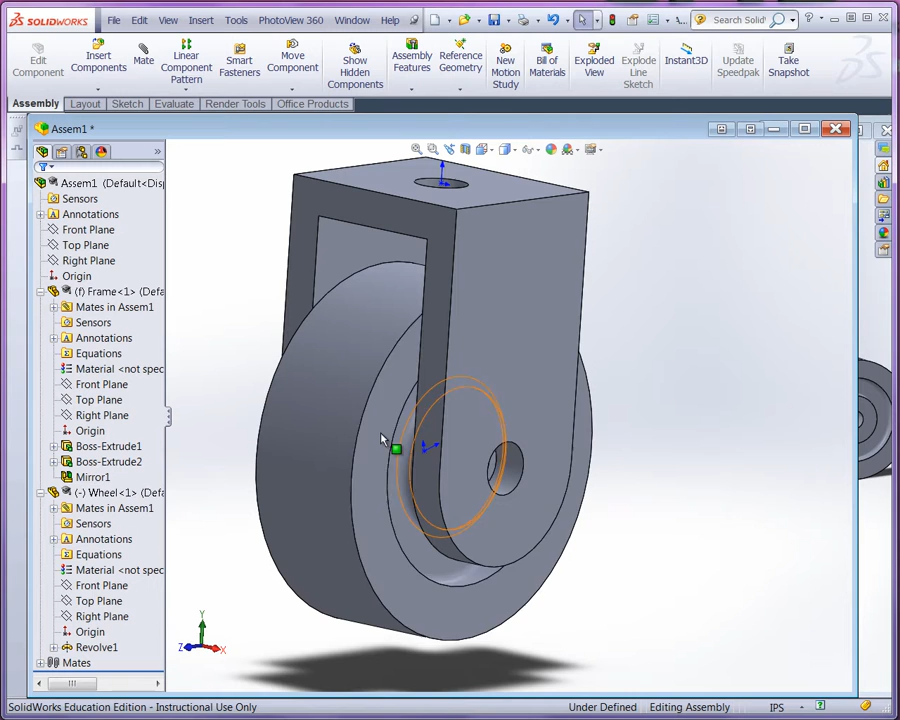 SOLIDWORKS File Edit View Insert Tools PhotoView 360 Window Help Search Solid
Edit Component
Insert Components
Mate
Linear Component Pattern
Smart Fasteners
Move Component
Show Hidden Components
Assembly Features
Reference Geometry
New Motion Study
Bill of Materials
Exploded View
Explode Line Sketch
Instant3D
Update Speedpak
Take Snapshot
Assembly Layout Sketch Evaluate Render Tools Office Products
Assem1 *
Assem1 (Default<Disp
Sensors
Annotations
Front Plane
Top Plane
Right Plane
Origin
(f) Frame<1> (Defa
Mates in Assem1
Sensors
Annotations
Equations
Material <not spec
Front Plane
Top Plane
Right Plane
Origin
Boss-Extrude1
Boss-Extrude2
Mirror1
(-) Wheel<1> (Defa
Mates in Assem1
Sensors
Annotations
Equations
Material <not spec
Front Plane
Top Plane
Right Plane
Origin
Revolve1
Mates
Y
Z X
SolidWorks Education Edition - Instructional Use Only Under Defined Editing Assembly IPS